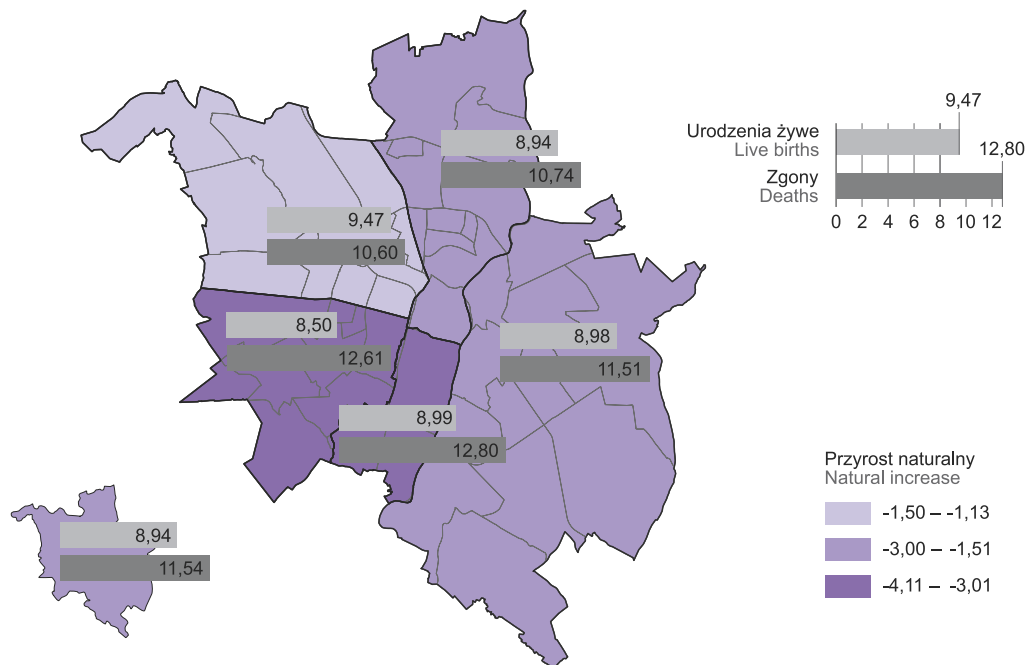 9,47
Urodzenia żywe
Live births
12,80
Zgony
Deaths
0 2 4 6 8 10 12
8,94
10,74
9,47
10,60
8,50
12,61
8,98
11,51
8,99
12,80
8,94
11,54
Przyrost naturalny
Natural increase
-1,50 – -1,13
-3,00 – -1,51
-4,11 – -3,01